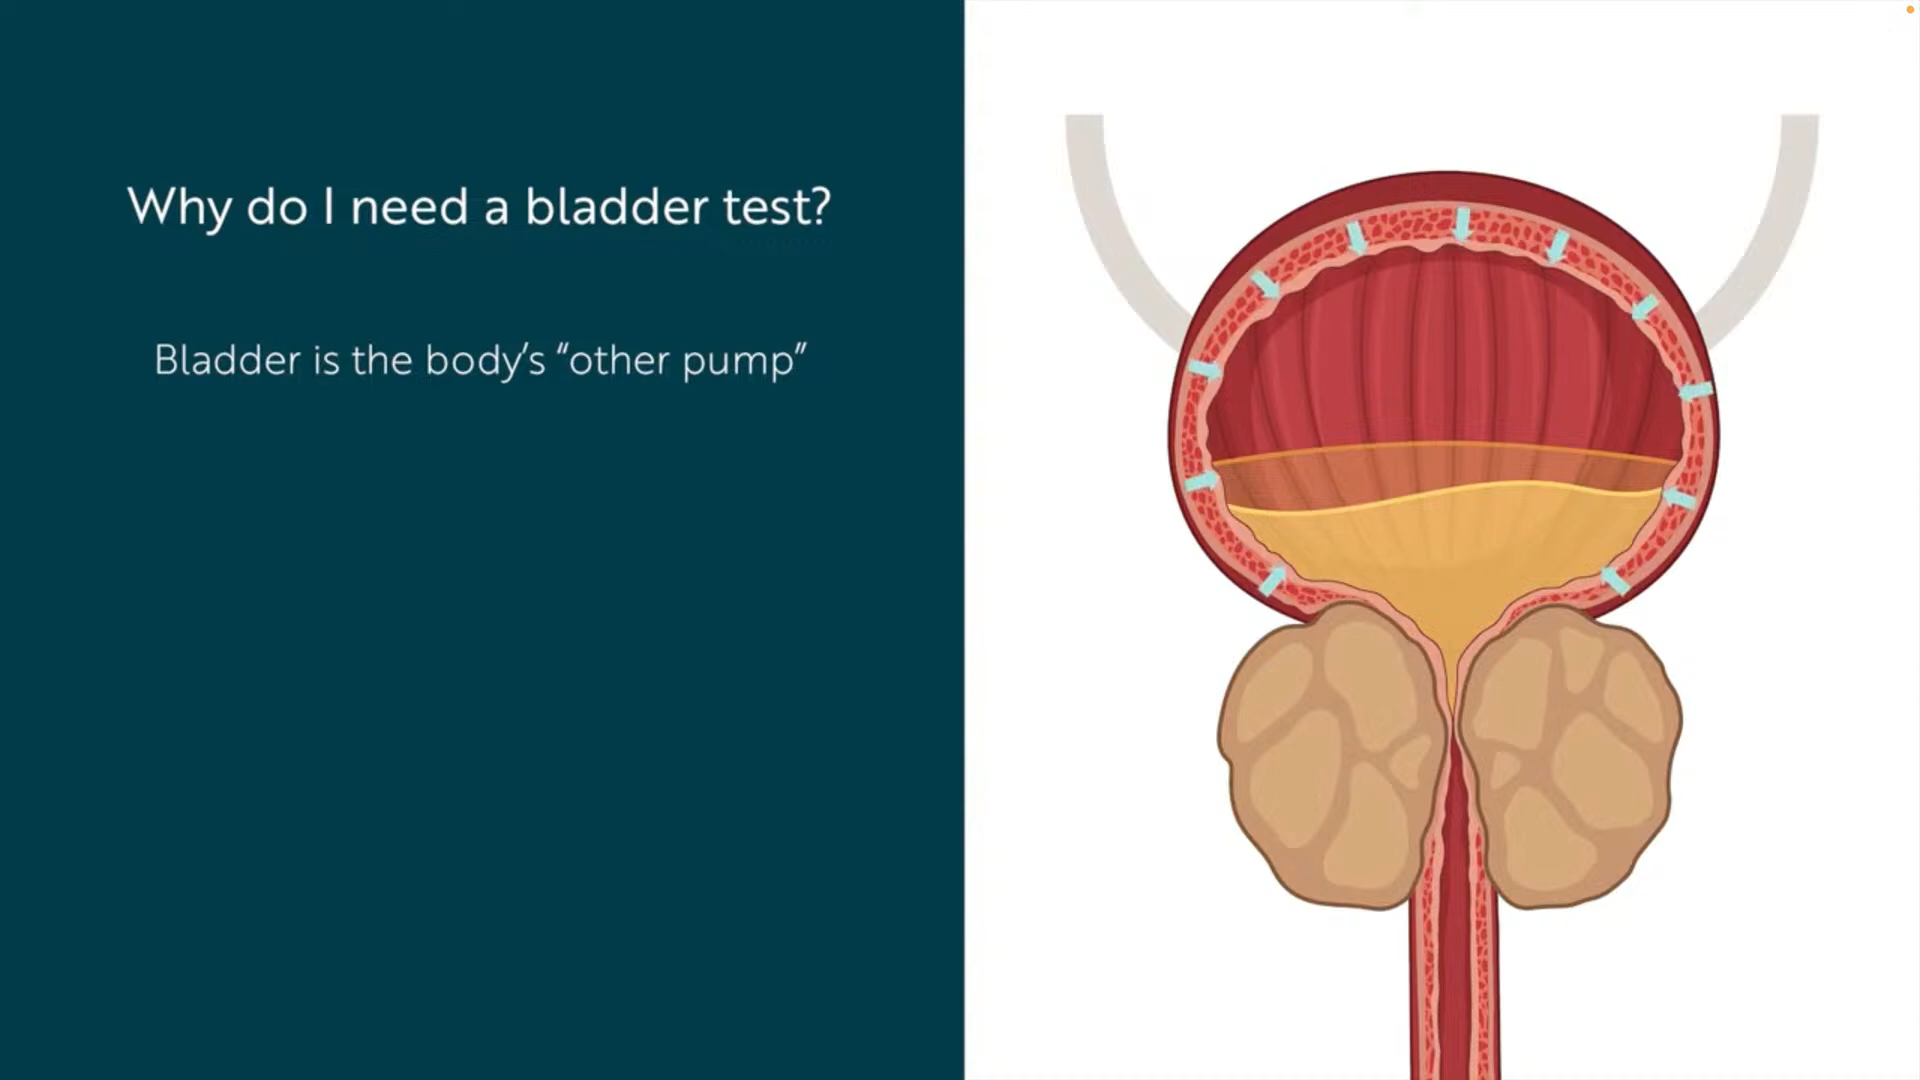 Why do I need a bladder test?
Bladder is the body’s “other pump”